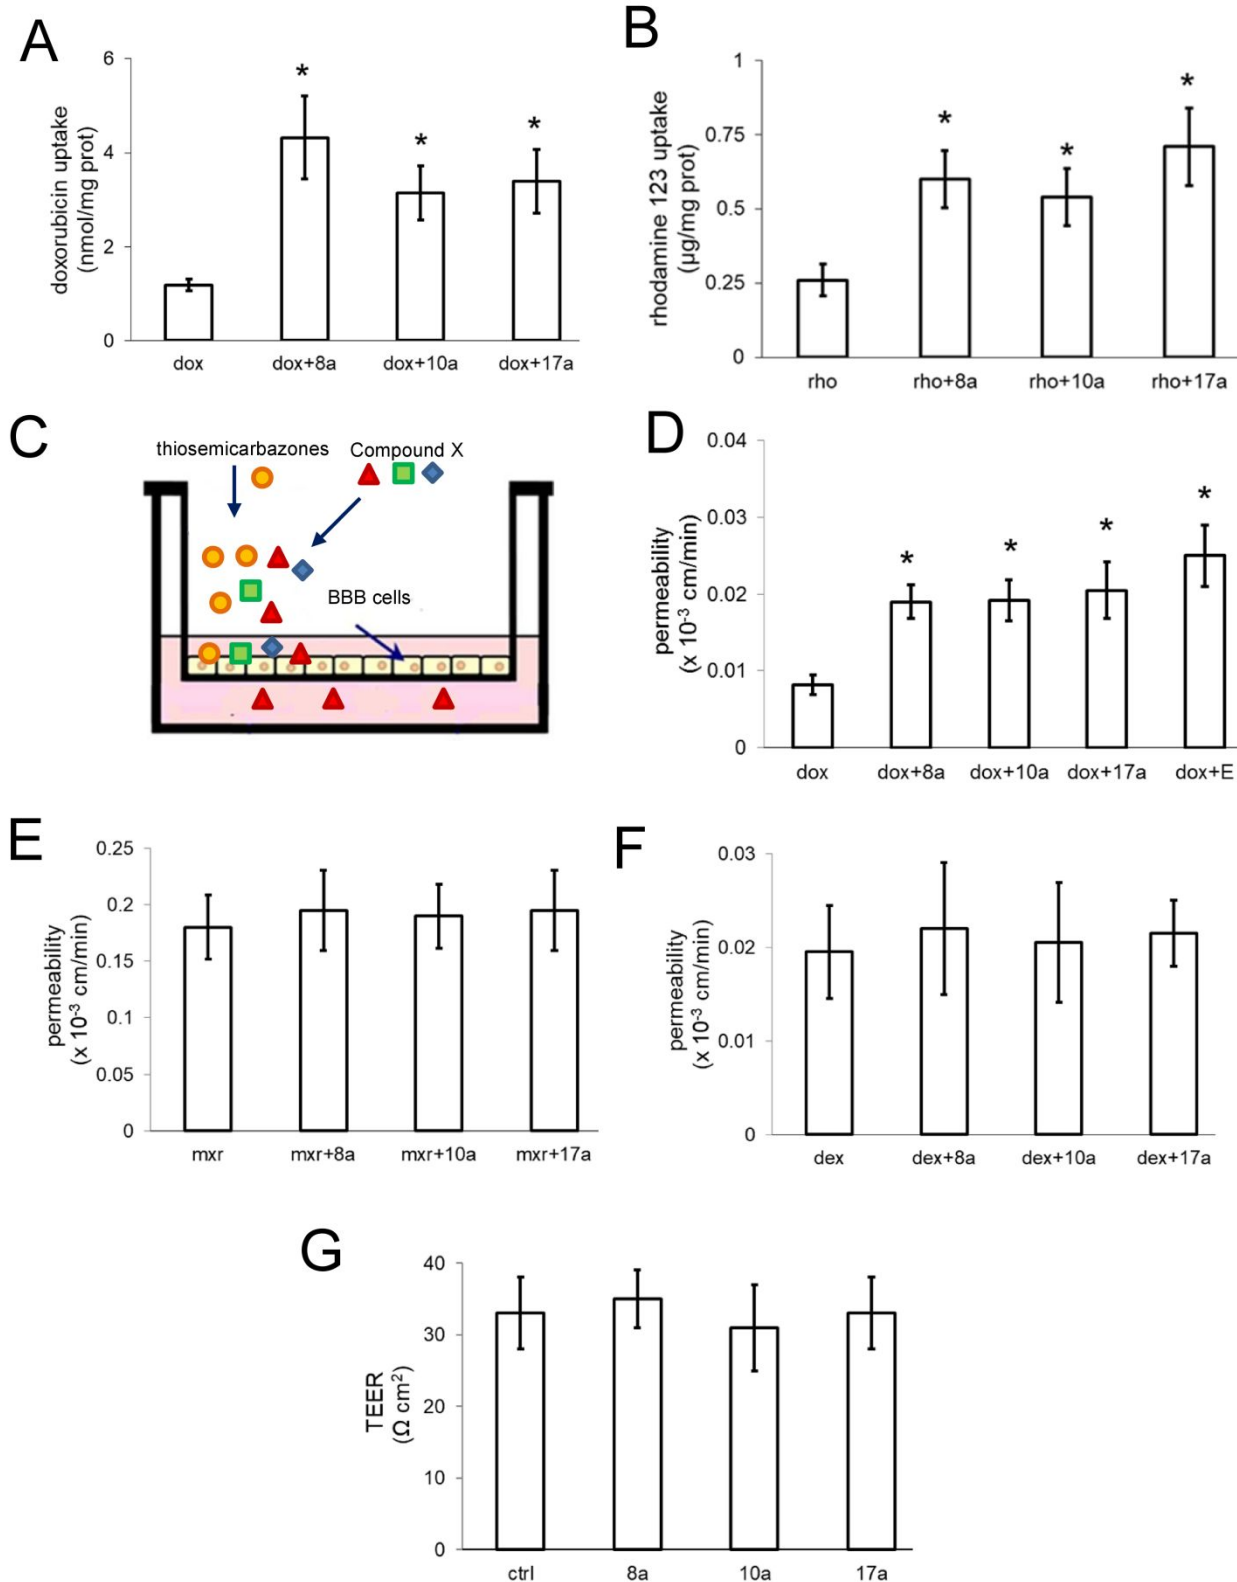 A
6
4
2
0
doxorubicin uptake
(nmol/mg prot)
*
*
*
dox
dox+8a
dox+10a
dox+17a
B
1
0.75
0.5
0.25
0
rhodamine 123 uptake
(µg/mg prot)
*
*
*
rho
rho+8a
rho+10a
rho+17a
C
thiosemicarbazones
Compound X
BBB cells
D
0.04
0.03
0.02
0.01
0
permeability
(x 10⁻³ cm/min)
*
*
*
*
dox
dox+8a
dox+10a
dox+17a
dox+E
E
0.25
0.2
0.15
0.1
0.05
0
permeability
(x 10⁻³ cm/min)
mxr
mxr+8a
mxr+10a
mxr+17a
F
0.03
0.02
0.01
0
permeability
(x 10⁻³ cm/min)
dex
dex+8a
dex+10a
dex+17a
G
40
30
20
10
0
TEER
(Ω cm²)
ctrl
8a
10a
17a